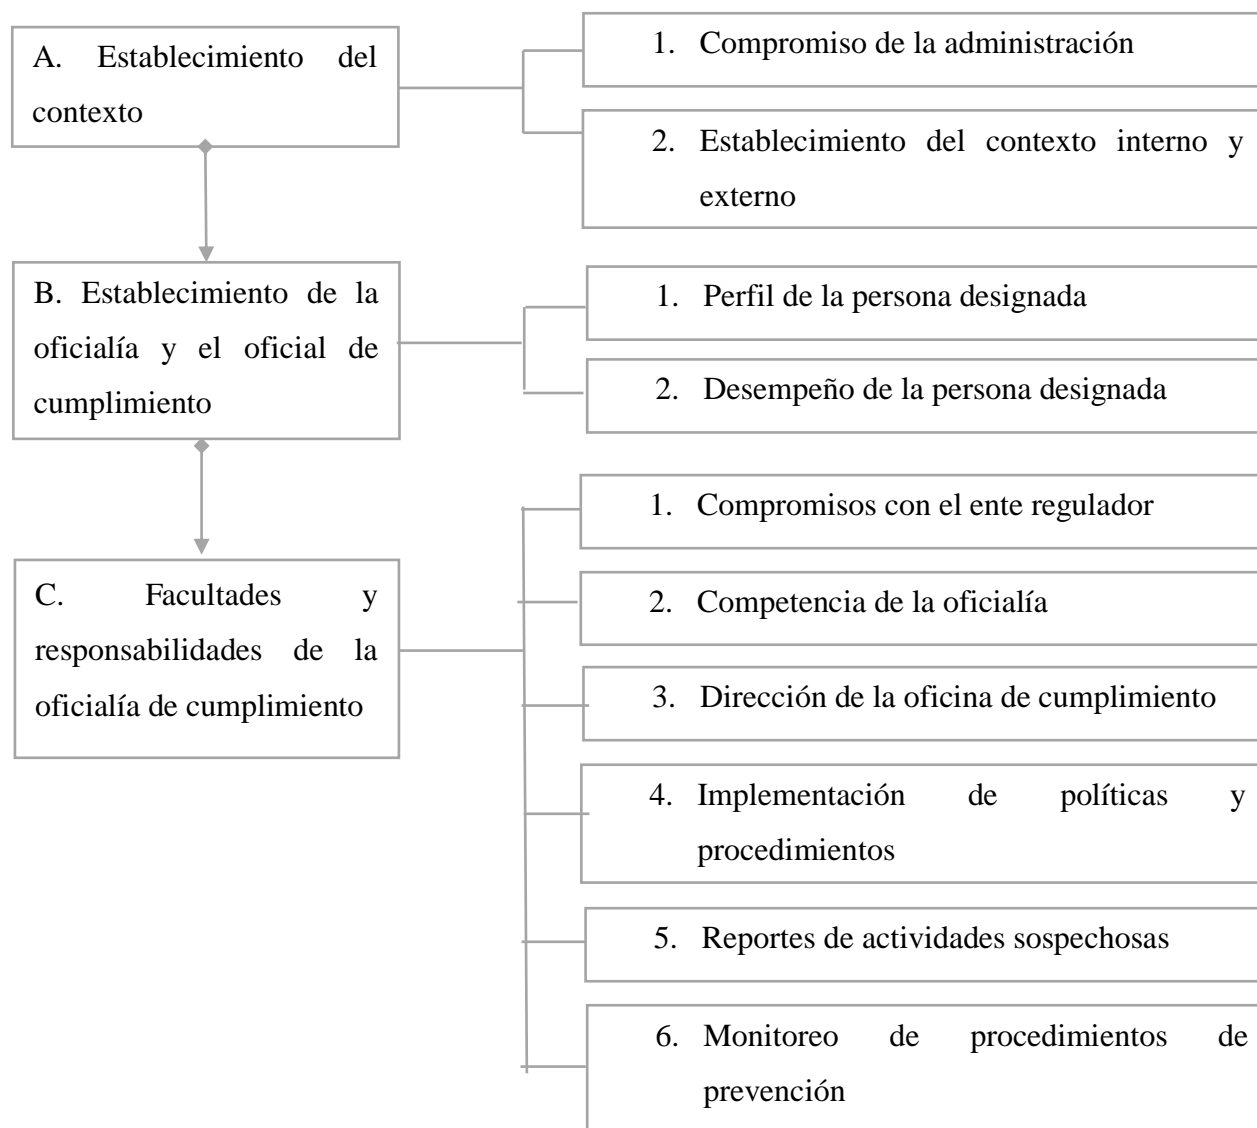 A. Establecimiento del
contexto
1. Compromiso de la administración
2. Establecimiento del contexto interno y
externo
B. Establecimiento de la
oficialía y el oficial de
cumplimiento
1. Perfil de la persona designada
2. Desempeño de la persona designada
C. Facultades y
responsabilidades de la
oficialía de cumplimiento
1. Compromisos con el ente regulador
2. Competencia de la oficialía
3. Dirección de la oficina de cumplimiento
4. Implementación de políticas y
procedimientos
5. Reportes de actividades sospechosas
6. Monitoreo de procedimientos de
prevención